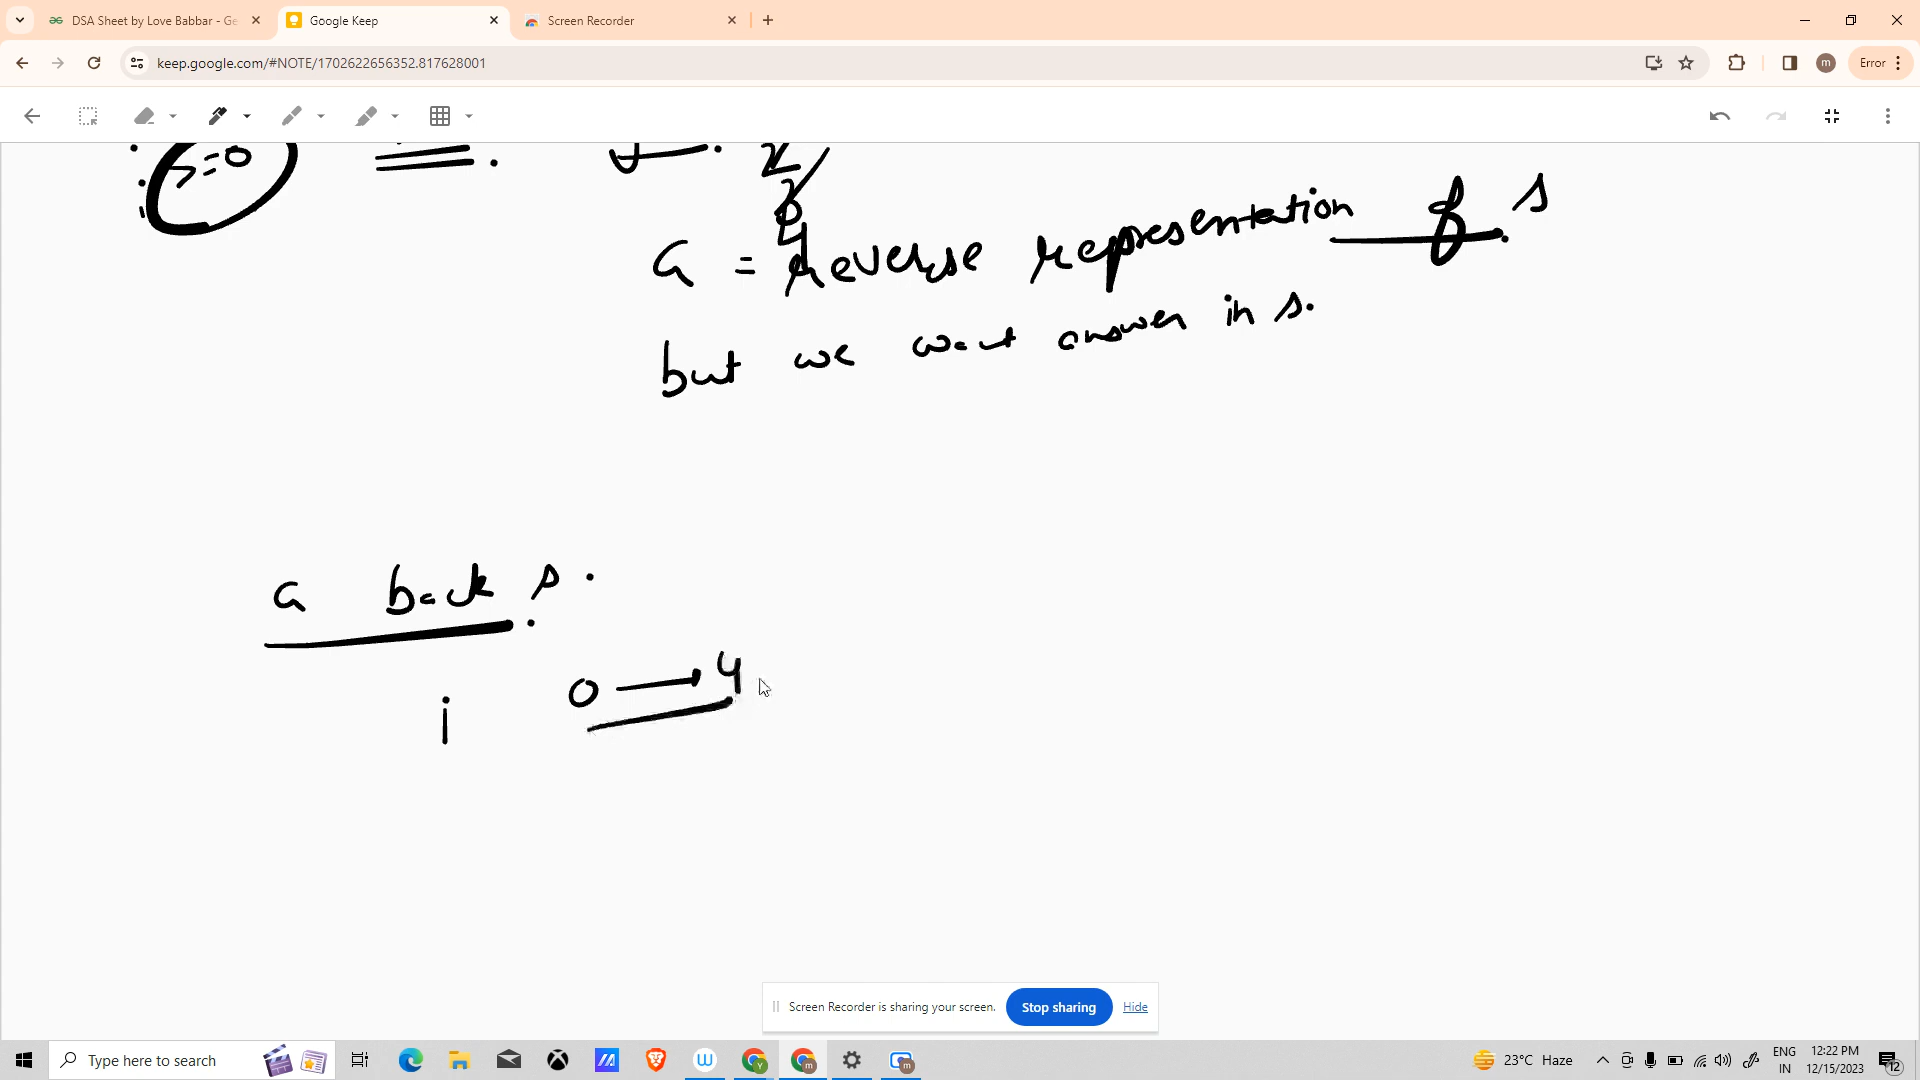 DSA Sheet by Love Babbar - Ge
Google Keep
Screen Recorder
keep.google.com/#NOTE/1702622656352.817628001
m
Error
s=0
a = reverse representation of s
but we want answer in s.
a back s.
i 0 → 4
Screen Recorder is sharing your screen.
Stop sharing
Hide
Type here to search
23°C Haze
ENG
IN
12:22 PM
12/15/2023
12